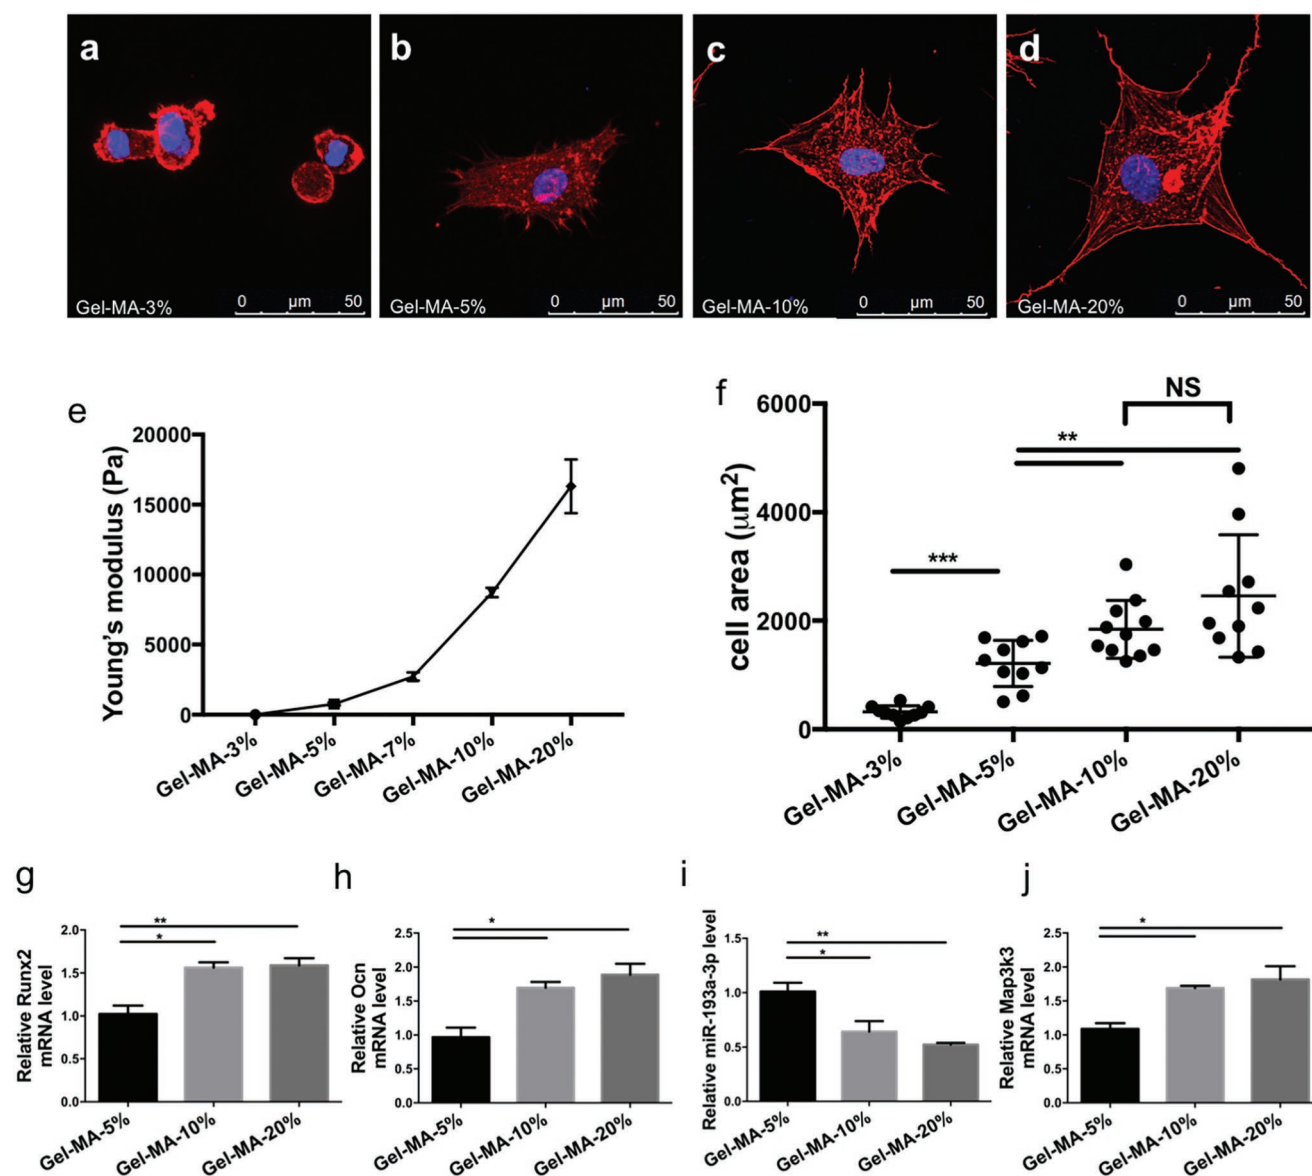 a
b
c
d
Gel-MA-3%
0 μm 50
Gel-MA-5%
0 μm 50
Gel-MA-10%
0 μm 50
Gel-MA-20%
0 μm 50
e
Young's modulus (Pa)
20000
15000
10000
5000
0
Gel-MA-3%
Gel-MA-5%
Gel-MA-7%
Gel-MA-10%
Gel-MA-20%
f
cell area (μm²)
6000
4000
2000
0
***
**
NS
Gel-MA-3%
Gel-MA-5%
Gel-MA-10%
Gel-MA-20%
g
Relative Runx2
mRNA level
2.0
1.5
1.0
0.5
0.0
**
*
Gel-MA-5%
Gel-MA-10%
Gel-MA-20%
h
Relative Ocn
mRNA level
2.5
2.0
1.5
1.0
0.5
0.0
*
Gel-MA-5%
Gel-MA-10%
Gel-MA-20%
i
Relative miR-193a-3p level
1.5
1.0
0.5
0.0
**
*
Gel-MA-5%
Gel-MA-10%
Gel-MA-20%
j
Relative Map3k3
mRNA level
2.5
2.0
1.5
1.0
0.5
0.0
*
Gel-MA-5%
Gel-MA-10%
Gel-MA-20%